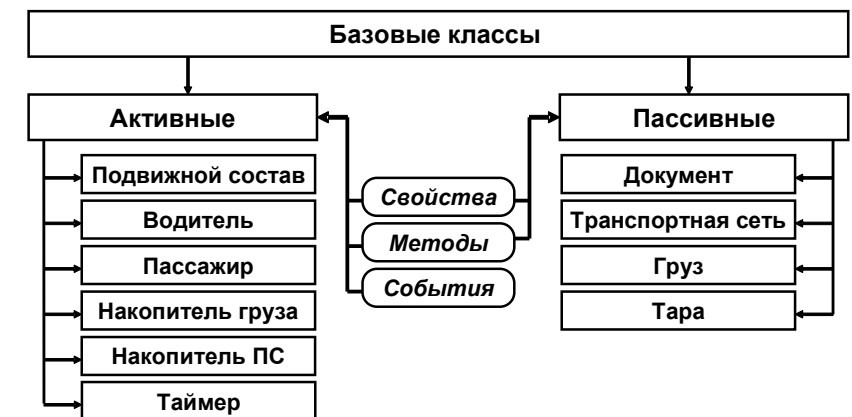 Базовые классы
Активные
Пассивные
Подвижной состав
Водитель
Пассажир
Накопитель груза
Накопитель ПС
Таймер
Свойства
Методы
События
Документ
Транспортная сеть
Груз
Тара